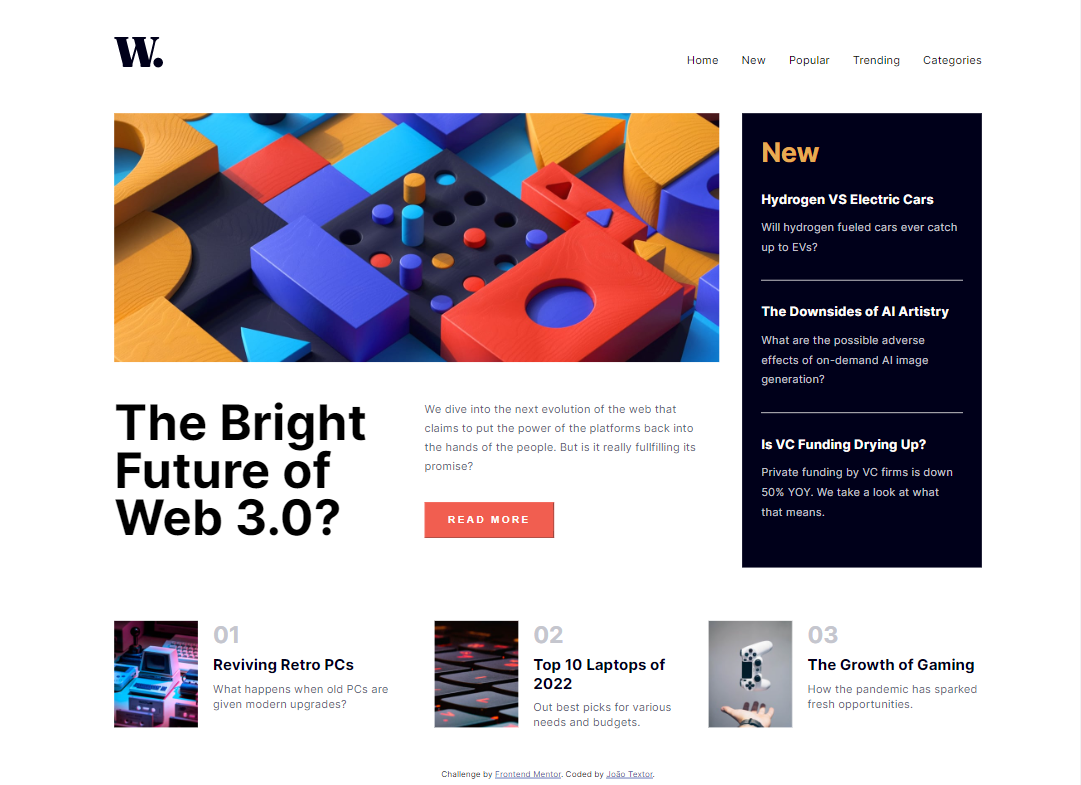 W.
Home New Popular Trending Categories
New
Hydrogen VS Electric Cars
Will hydrogen fueled cars ever catch
up to EVs?
The Downsides of AI Artistry
What are the possible adverse
effects of on-demand AI image
generation?
Is VC Funding Drying Up?
Private funding by VC firms is down
50% YOY. We take a look at what
that means.
The Bright
Future of
Web 3.0?
We dive into the next evolution of the web that
claims to put the power of the platforms back into
the hands of the people. But is it really fullfilling its
promise?
READ MORE
01
Reviving Retro PCs
What happens when old PCs are
given modern upgrades?
02
Top 10 Laptops of
2022
Out best picks for various
needs and budgets.
03
The Growth of Gaming
How the pandemic has sparked
fresh opportunities.
Challenge by Frontend Mentor. Coded by João Textor.